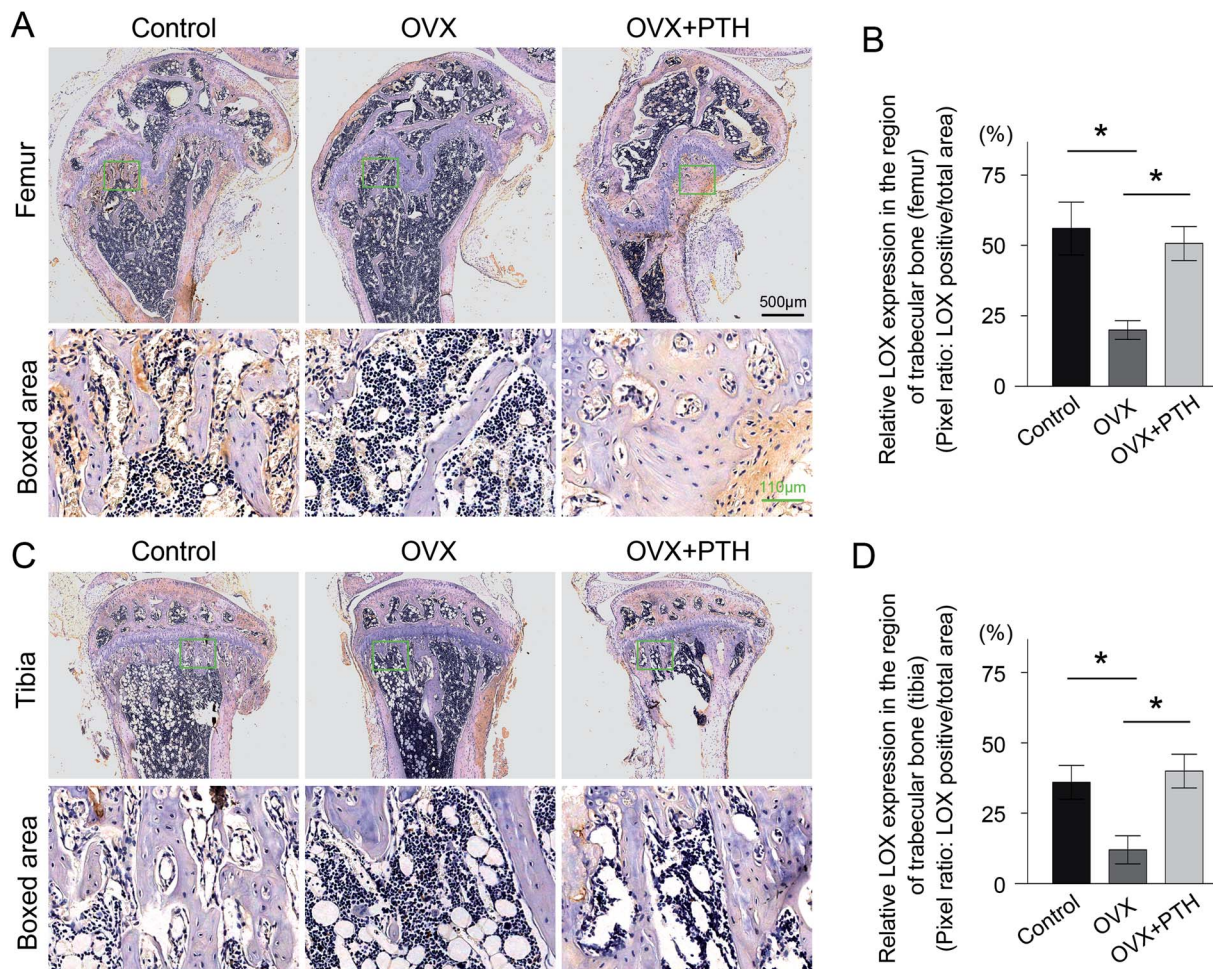 A
Control
OVX
OVX+PTH
Femur
500μm
Boxed area
110μm
B
Relative LOX expression in the region
of trabecular bone (femur)
(Pixel ratio: LOX positive/total area)
(%)
75
50
25
0
*
*
Control
OVX
OVX+PTH
C
Control
OVX
OVX+PTH
Tibia
Boxed area
D
Relative LOX expression in the region
of trabecular bone (tibia)
(Pixel ratio: LOX positive/total area)
(%)
75
50
25
0
*
*
Control
OVX
OVX+PTH